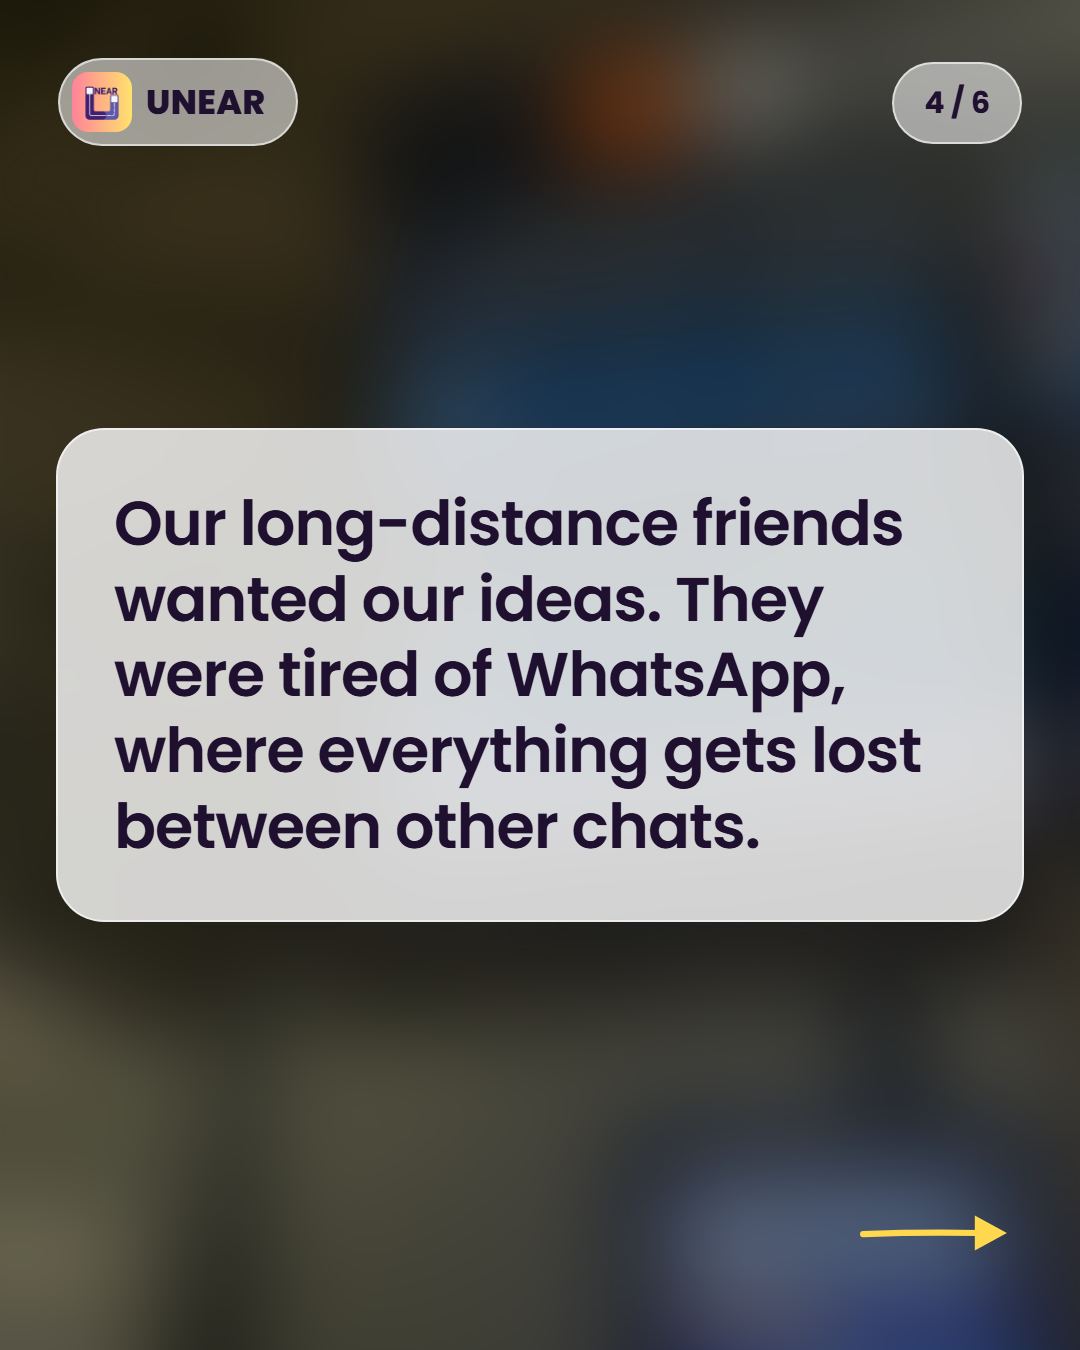 UNEAR
UNEAR
4 / 6
Our long-distance friends
wanted our ideas. They
were tired of WhatsApp,
where everything gets lost
between other chats.